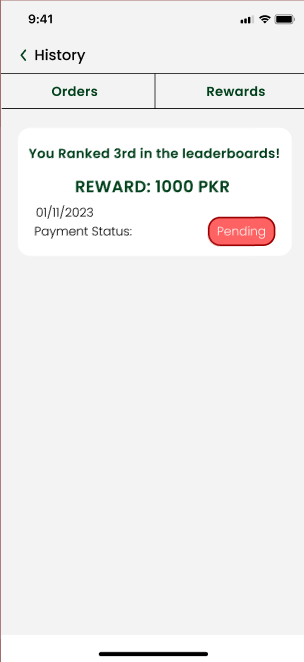 9:41
History
Orders Rewards
You Ranked 3rd in the leaderboards!
REWARD: 1000 PKR
01/11/2023
Payment Status: Pending